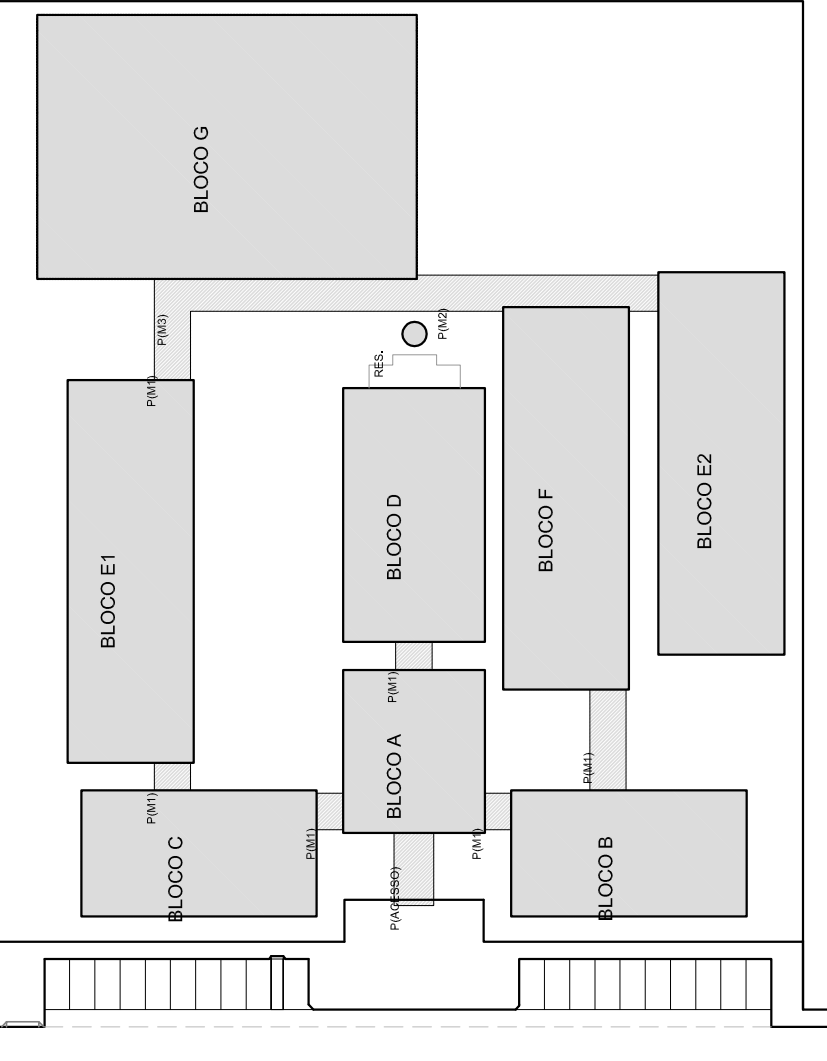 BLOCO G
P(M3)
P(M2)
RES.
P(M1)
BLOCO E1
BLOCO D
BLOCO F
BLOCO E2
P(M1)
BLOCO A
P(M1)
P(M1)
P(M1)
P(M1)
BLOCO C
BLOCO B
P(ACESSO)